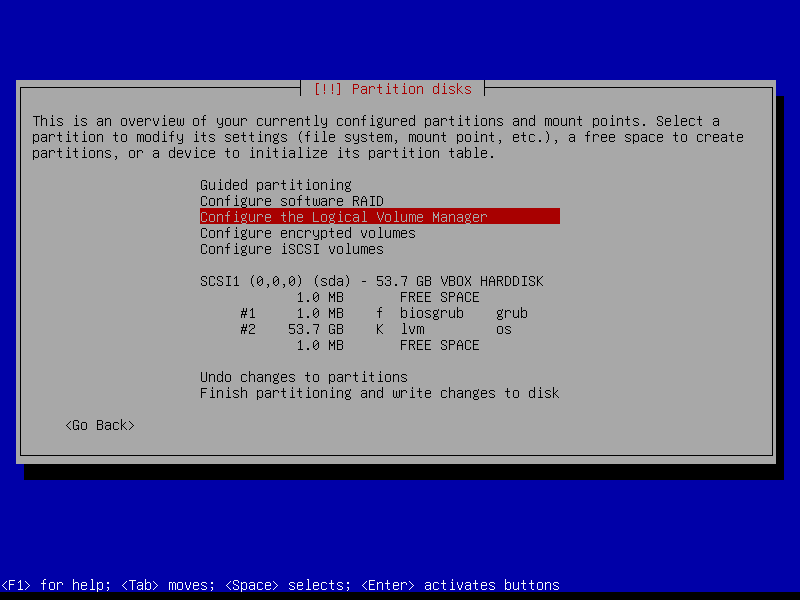 [!!] Partition disks
This is an overview of your currently configured partitions and mount points. Select a
partition to modify its settings (file system, mount point, etc.), a free space to create
partitions, or a device to initialize its partition table.
Guided partitioning
Configure software RAID
Configure the Logical Volume Manager
Configure encrypted volumes
Configure iSCSI volumes
SCSI1 (0,0,0) (sda) - 53.7 GB VBOX HARDDISK
1.0 MB FREE SPACE
#1 1.0 MB f biosgrub grub
#2 53.7 GB K lvm os
1.0 MB FREE SPACE
Undo changes to partitions
Finish partitioning and write changes to disk
<Go Back>
<F1> for help; <Tab> moves; <Space> selects; <Enter> activates buttons